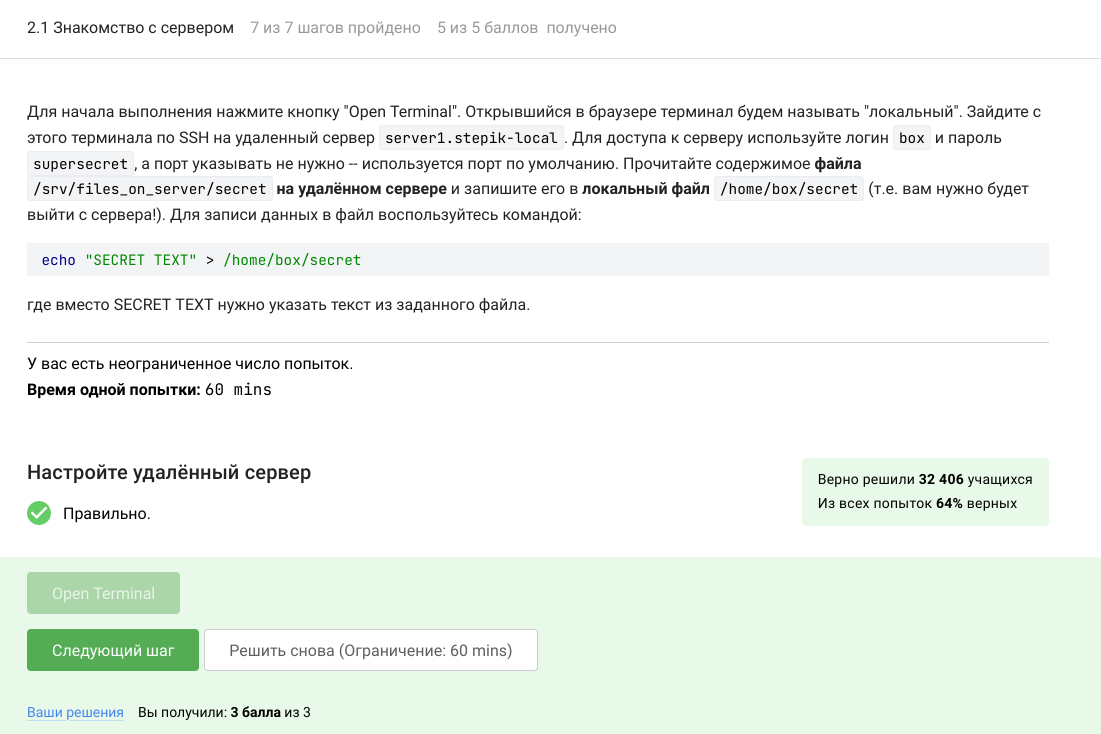 2.1 Знакомство с сервером 7 из 7 шагов пройдено 5 из 5 баллов получено
Для начала выполнения нажмите кнопку "Open Terminal". Открывшийся в браузере терминал будем называть "локальный". Зайдите с
этого терминала по SSH на удаленный сервер server1.stepik-local . Для доступа к серверу используйте логин box и пароль
supersecret , а порт указывать не нужно -- используется порт по умолчанию. Прочитайте содержимое файла
/srv/files_on_server/secret на удалённом сервере и запишите его в локальный файл /home/box/secret (т.е. вам нужно будет
выйти с сервера!). Для записи данных в файл воспользуйтесь командой:
echo "SECRET TEXT" > /home/box/secret
где вместо SECRET TEXT нужно указать текст из заданного файла.
У вас есть неограниченное число попыток.
Время одной попытки: 60 mins
Настройте удалённый сервер
Верно решили 32 406 учащихся
Из всех попыток 64% верных
Правильно.
Open Terminal
Следующий шаг Решить снова (Ограничение: 60 mins)
Ваши решения Вы получили: 3 балла из 3